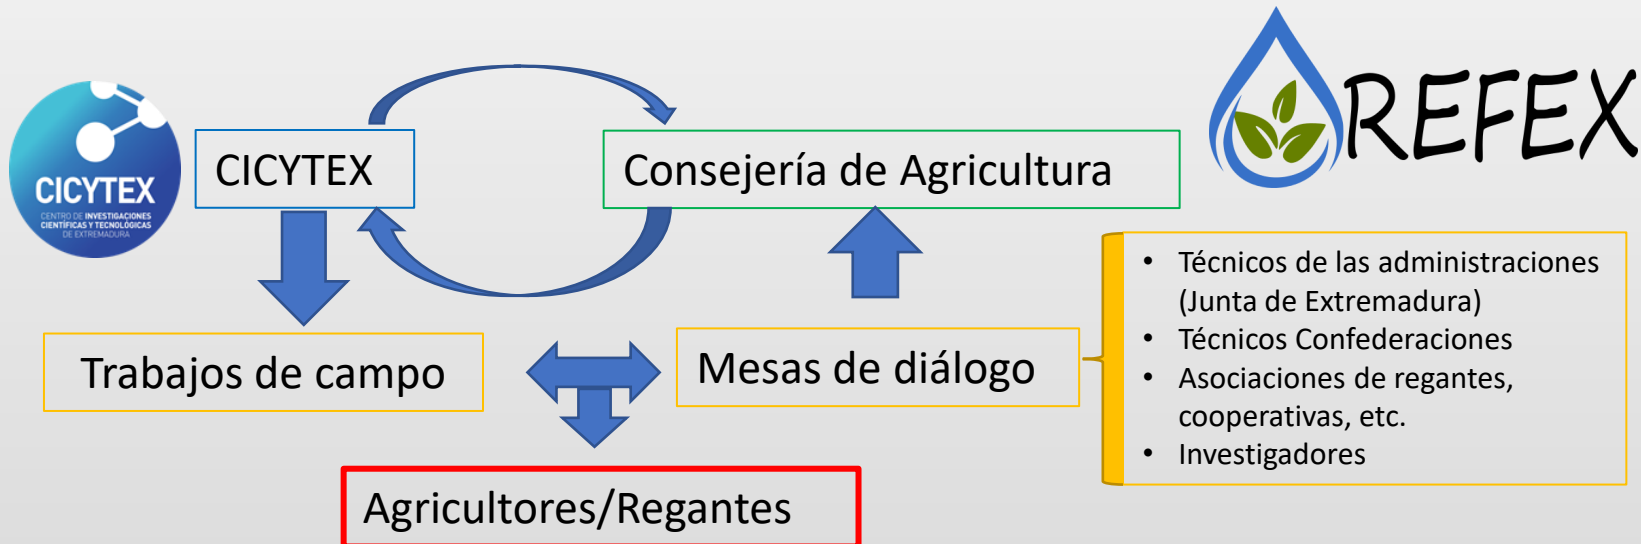 CICYTEX
CENTRO DE INVESTIGACIONES
CIENTÍFICAS Y TECNOLÓGICAS
DE EXTREMADURA
CICYTEX
Consejería de Agricultura
REFEX
Trabajos de campo
Mesas de diálogo
• Técnicos de las administraciones
(Junta de Extremadura)
• Técnicos Confederaciones
• Asociaciones de regantes,
cooperativas, etc.
• Investigadores
Agricultores/Regantes